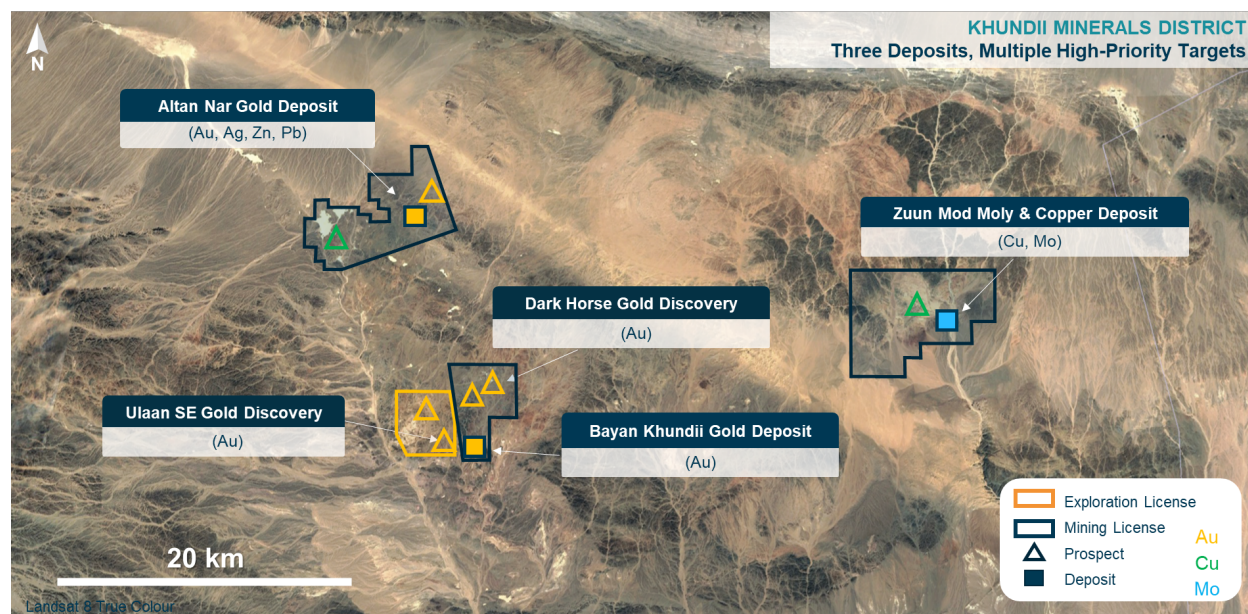 KHUNDII MINERALS DISTRICT
Three Deposits, Multiple High-Priority Targets
N
Altan Nar Gold Deposit
(Au, Ag, Zn, Pb)
Zuun Mod Moly & Copper Deposit
(Cu, Mo)
Dark Horse Gold Discovery
(Au)
Ulaan SE Gold Discovery
(Au)
Bayan Khundii Gold Deposit
(Au)
Exploration License
Mining License
Prospect
Deposit
Au
Cu
Mo
20 km
Landsat 8 True Colour